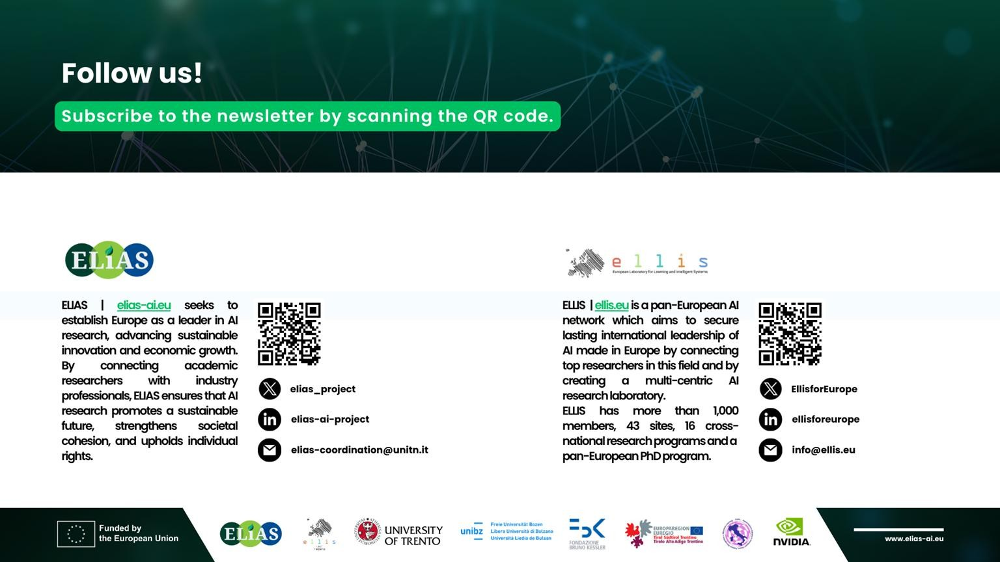 Follow us!
Subscribe to the newsletter by scanning the QR code.
ELiAS
ELIAS | elias-ai.eu seeks to
establish Europe as a leader in AI
research, advancing sustainable
innovation and economic growth.
By connecting academic
researchers with industry
professionals, ELIAS ensures that AI
research promotes a sustainable
future, strengthens societal
cohesion, and upholds individual
rights.
elias_project
elias-ai-project
elias-coordination@unitn.it
ellis
European Laboratory for Learning and Intelligent Systems
ELLIS | ellis.eu is a pan-European AI
network which aims to secure
lasting international leadership of
AI made in Europe by connecting
top researchers in this field and by
creating a multi-centric AI
research laboratory.
ELLIS has more than 1,000
members, 43 sites, 16 cross-
national research programs and a
pan-European PhD program.
EllisforEurope
ellisforeurope
info@ellis.eu
Funded by
the European Union
ELiAS
ellis
TRENTO
UNIVERSITY
OF TRENTO
unibz
Freie Universität Bozen
Libera Università di Bolzano
Università Liedia de Bulsan
FBK
FONDAZIONE
BRUNO KESSLER
EUROPAREGION
EUREGIO
Tirol Südtirol Trentino
Tirolo Alto Adige Trentino
NVIDIA.
www.elias-ai.eu